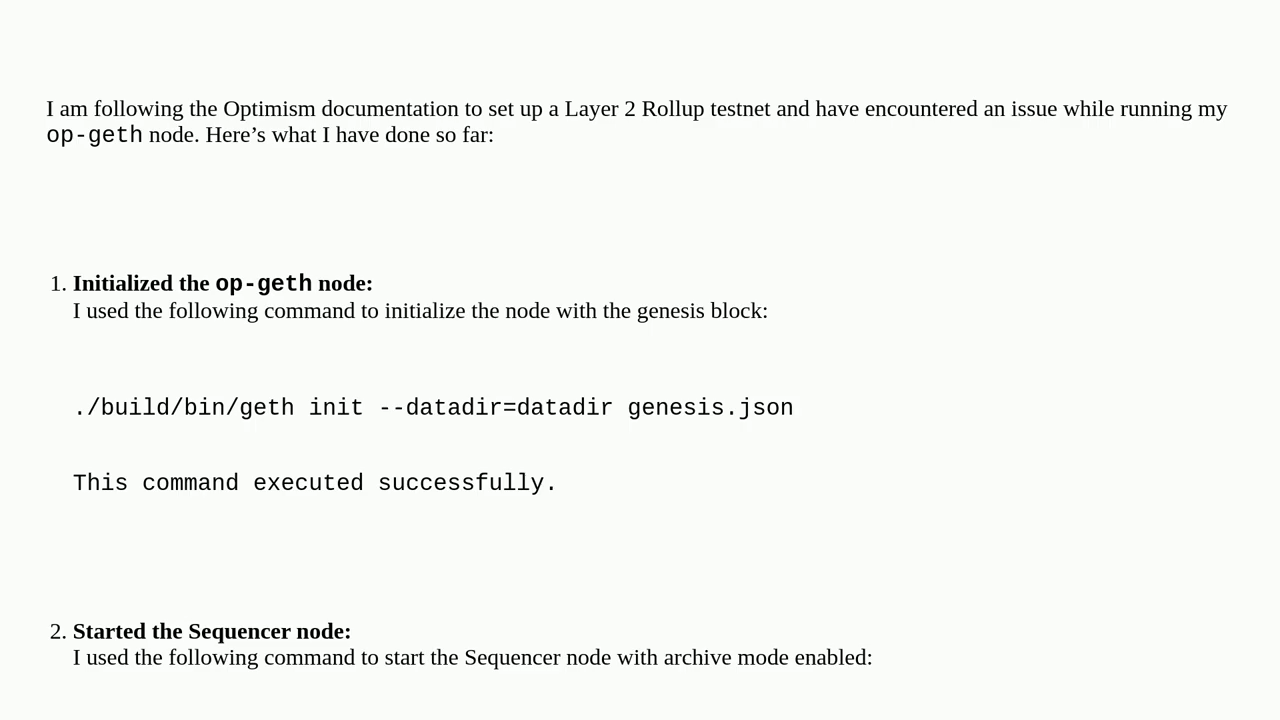 I am following the Optimism documentation to set up a Layer 2 Rollup testnet and have encountered an issue while running my
op-geth node. Here’s what I have done so far:
1. Initialized the op-geth node:
I used the following command to initialize the node with the genesis block:
./build/bin/geth init --datadir=datadir genesis.json
This command executed successfully.
2. Started the Sequencer node:
I used the following command to start the Sequencer node with archive mode enabled: